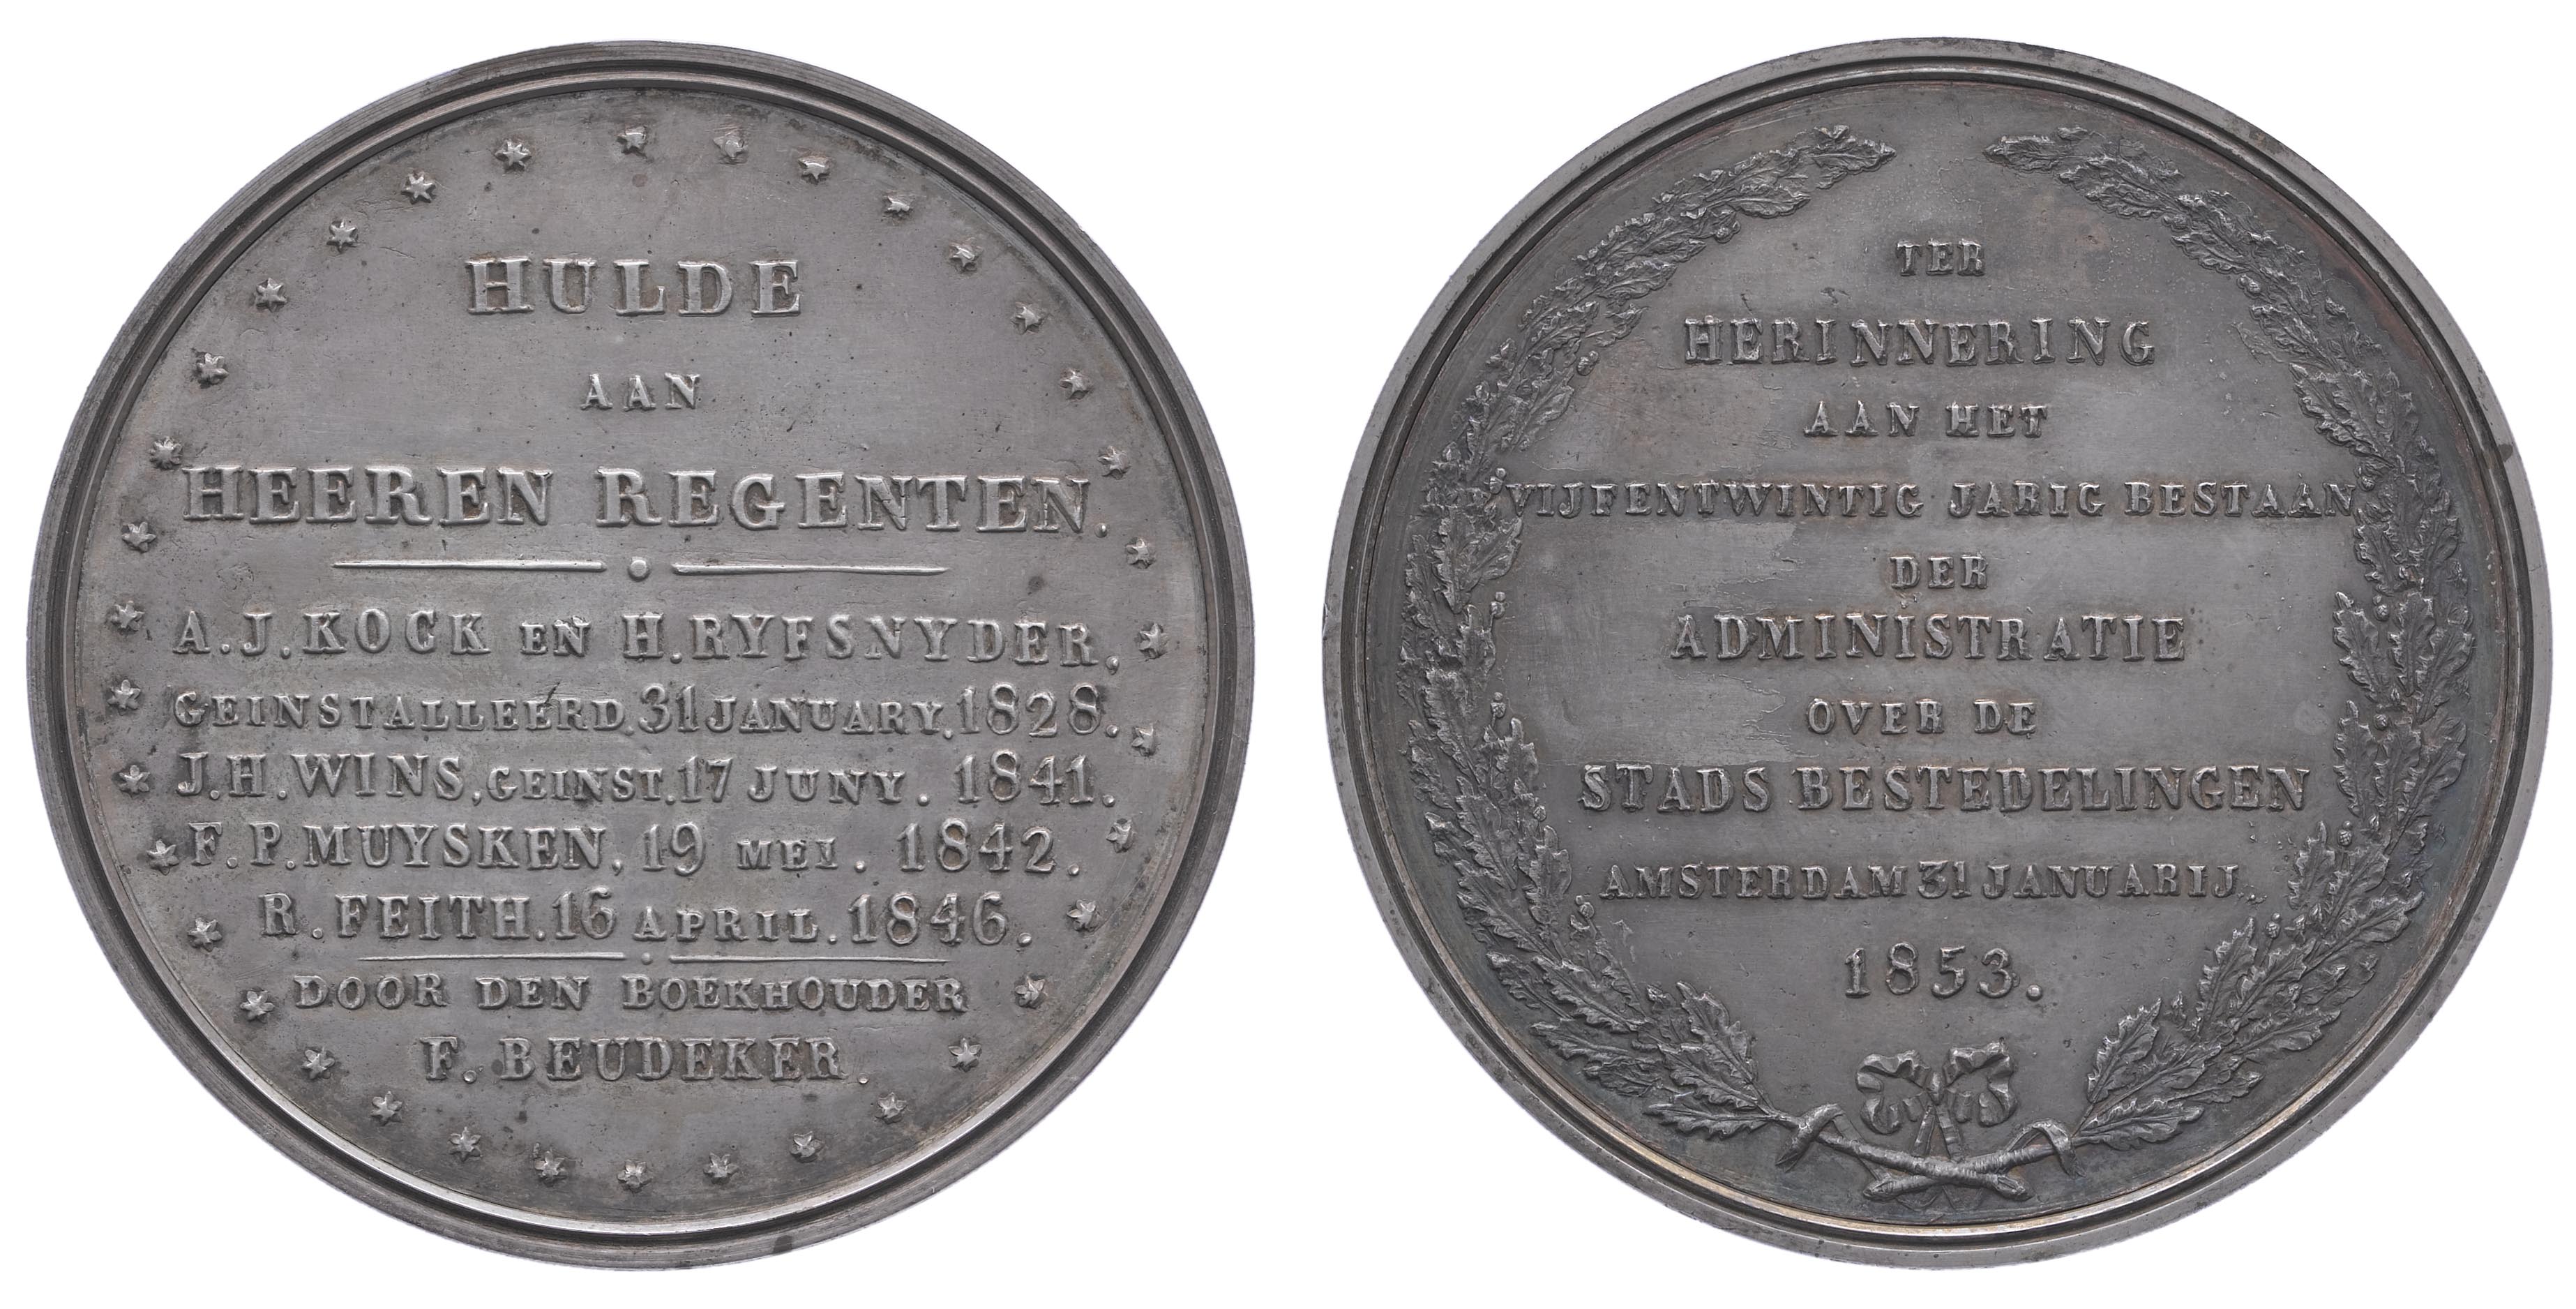 HULDE
AAN
HEEREN REGENTEN.
A.J.KOCK EN H.RYFSNYDER,
GEINSTALLEERD.31 JANUARY.1828.
J.H.WINS,GEINST.17 JUNY. 1841.
F.P.MUYSKEN, 19 MEI. 1842.
R.FEITH.16 APRIL.1846.
DOOR DEN BOEKHOUDER
F. BEUDEKER.
TER
HERINNERING
AAN HET
VIJFENTWINTIG JARIG BESTAAN
DER
ADMINISTRATIE
OVER DE
STADS BESTEDELINGEN
AMSTERDAM 31 JANUARIJ
1853.